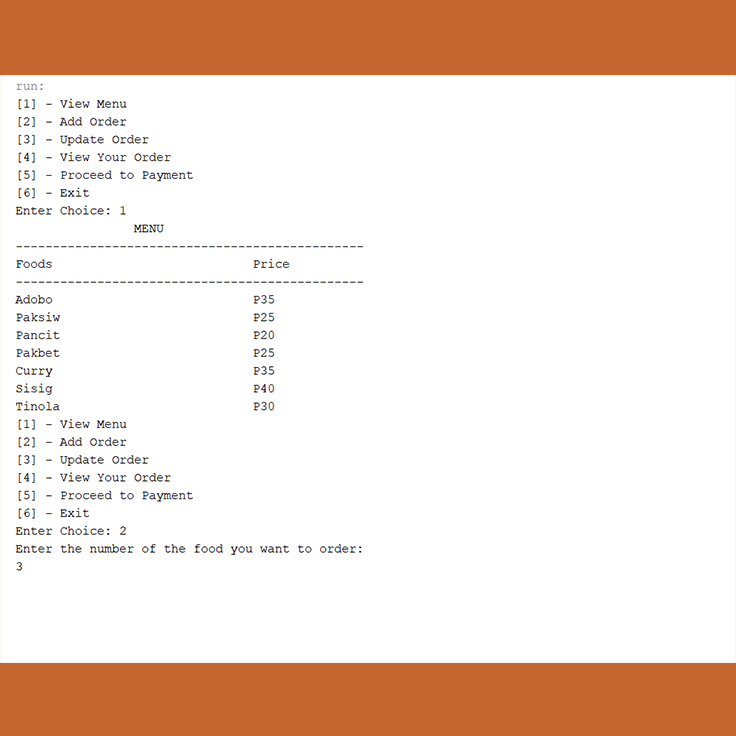 run:
[1] - View Menu
[2] - Add Order
[3] - Update Order
[4] - View Your Order
[5] - Proceed to Payment
[6] - Exit
Enter Choice: 1
MENU
-----------------------------------------------
Foods Price
-----------------------------------------------
Adobo P35
Paksiw P25
Pancit P20
Pakbet P25
Curry P35
Sisig P40
Tinola P30
[1] - View Menu
[2] - Add Order
[3] - Update Order
[4] - View Your Order
[5] - Proceed to Payment
[6] - Exit
Enter Choice: 2
Enter the number of the food you want to order:
3